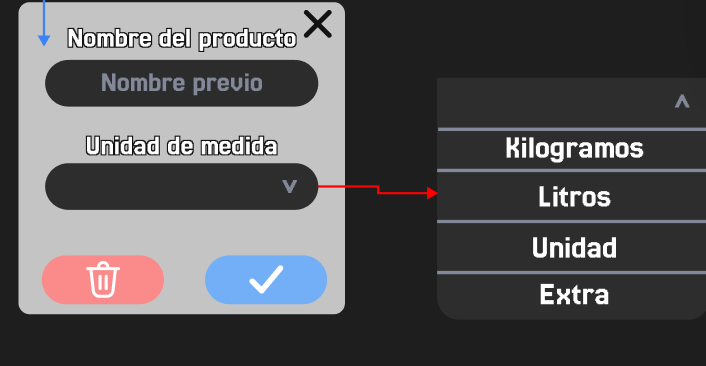 Nombre del producto
Nombre previo
Unidad de medida
Kilogramos
Litros
Unidad
Extra